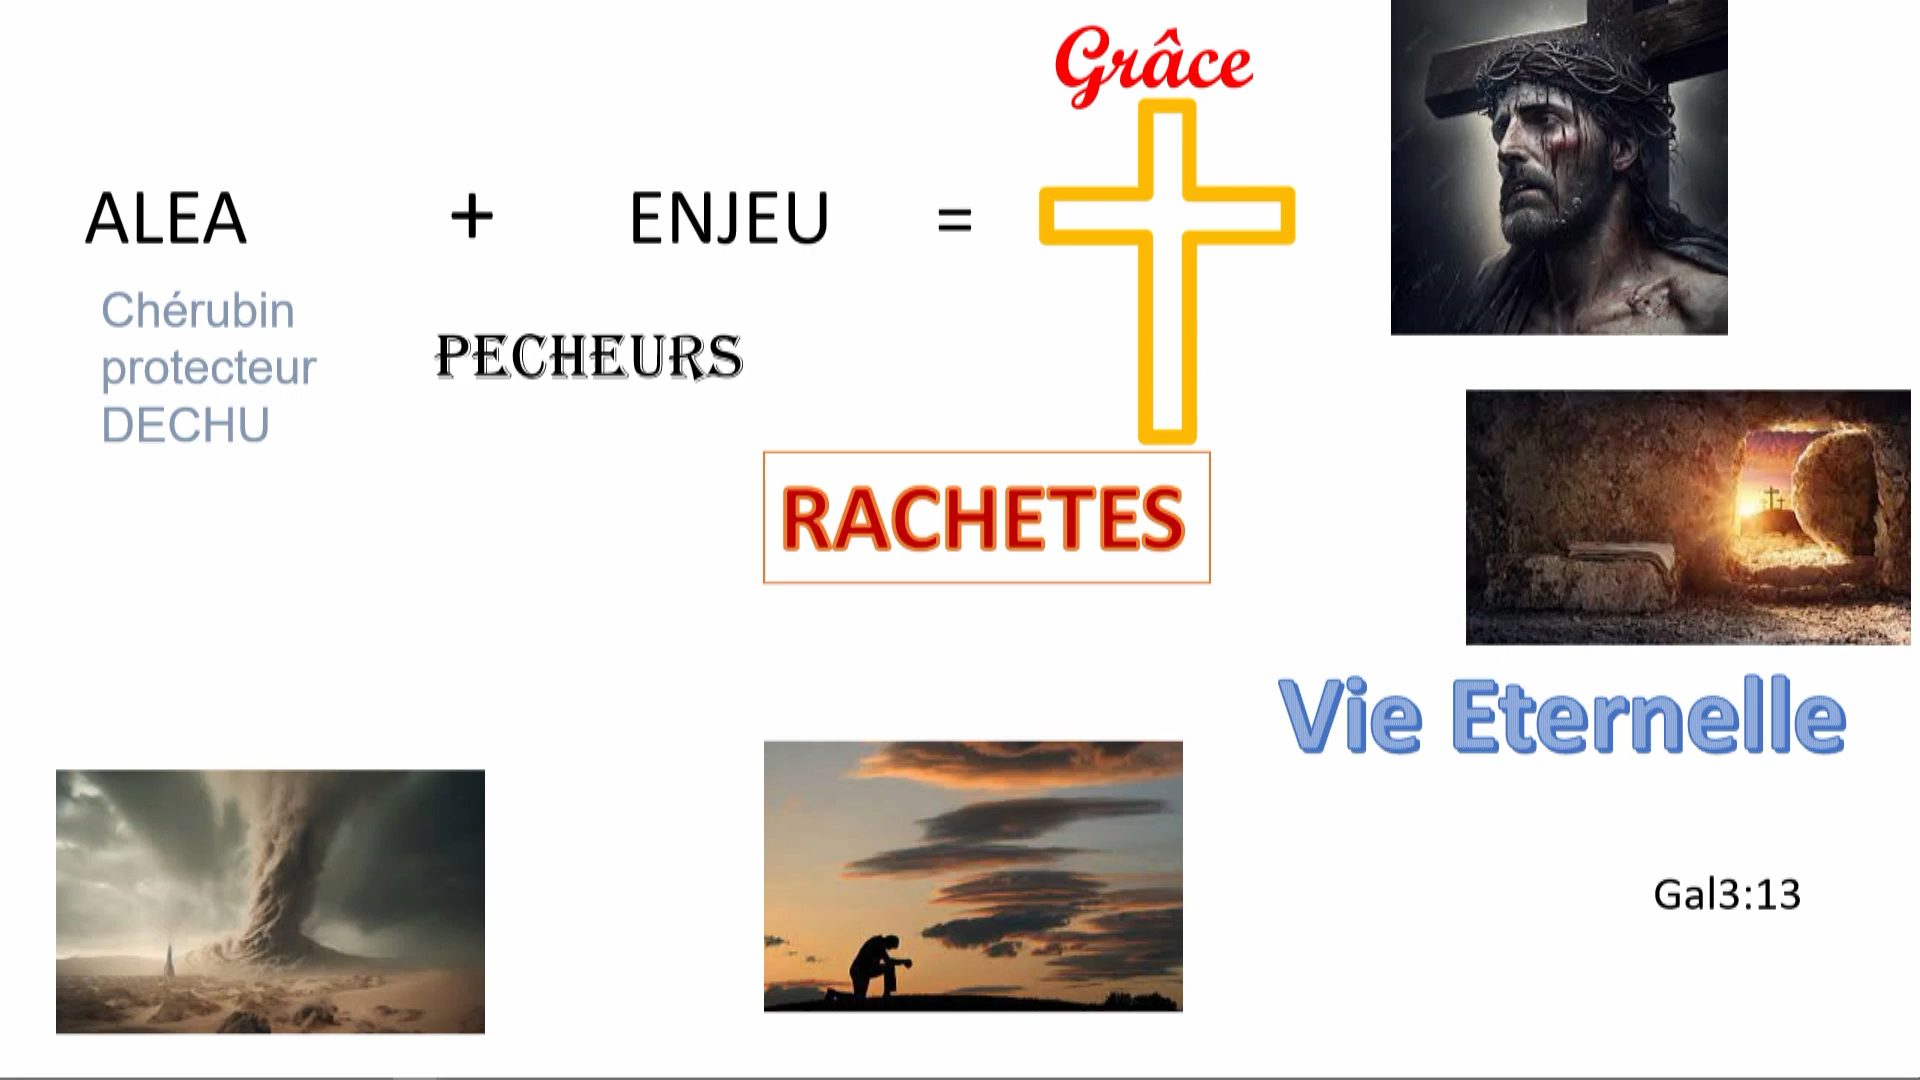 Grâce
ALEA + ENJEU =
Chérubin
protecteur
DECHU
PECHEURS
RACHETES
Vie Eternelle
Gal3:13